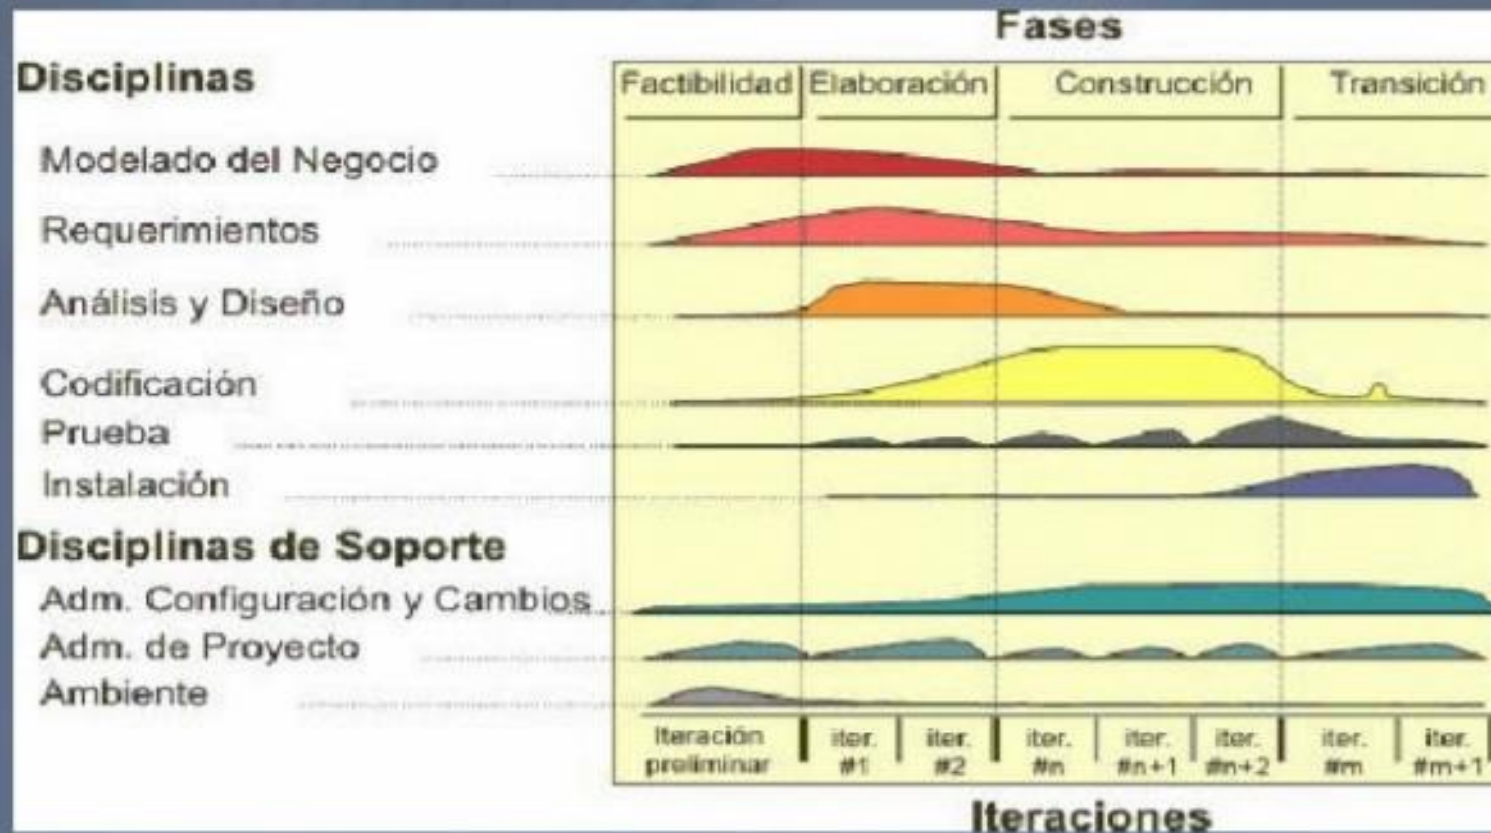 Fases
Disciplinas
Factibilidad Elaboración Construcción Transición
Modelado del Negocio
Requerimientos
Análisis y Diseño
Codificación
Prueba
Instalación
Disciplinas de Soporte
Adm. Configuración y Cambios
Adm. de Proyecto
Ambiente
Iteración preliminar
iter. #1
iter. #2
iter. #n
iter. #n+1
iter. #n+2
iter. #m
iter. #m+1
Iteraciones